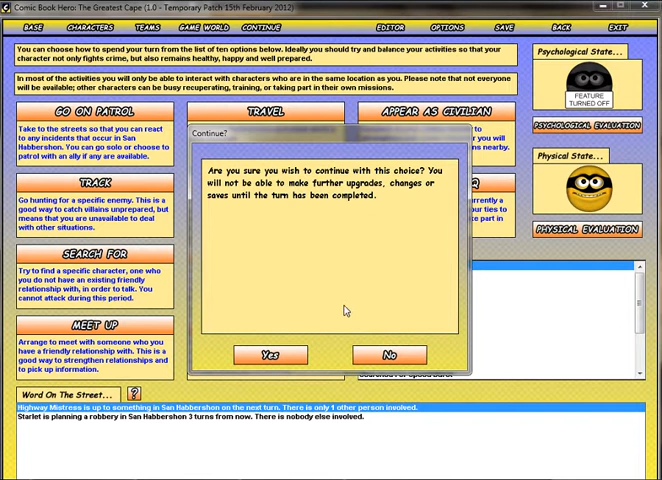 Comic Book Hero: The Greatest Cape (1.0 - Temporary Patch 15th February 2012)
BASE CHARACTERS TEAMS GAME WORLD CONTINUE EDITOR OPTIONS SAVE BACK EXIT
You can choose how to spend your turn from the list of ten options below. Ideally you should try and balance your activities so that your
character not only fights crime, but also remains healthy, happy and well prepared.
In most of the activities you will only be able to interact with characters who are in the same location as you. Please note that not everyone
will be available; other characters can be busy recuperating, training, or taking part in their own missions.
Psychological State...
FEATURE
TURNED OFF
PSYCHOLOGICAL EVALUATION
Physical State...
PHYSICAL EVALUATION
GO ON PATROL
Take to the streets so that you can react
to any incidents that occur in San
Habbershon. You can go solo or choose to
patrol with an ally if any are available.
TRAVEL
APPEAR AS CIVILIAN
TRACK
Go hunting for a specific enemy. This is a
good way to catch villains unprepared, but
means that you are unavailable to deal
with other situations.
SEARCH FOR
Try to find a specific character, one who
you do not have an existing friendly
relationship with, in order to talk. You
cannot attack during this period.
MEET UP
Arrange to meet with someone who you
have a friendly relationship with. This is a
good way to strengthen relationships and
to pick up information.
Continue?
Are you sure you wish to continue with this choice? You
will not be able to make further upgrades, changes or
saves until the turn has been completed.
Yes
No
Word On The Street...
?
Highway Mistress is up to something in San Habbershon on the next turn. There is only 1 other person involved.
Starlet is planning a robbery in San Habbershon 3 turns from now. There is nobody else involved.